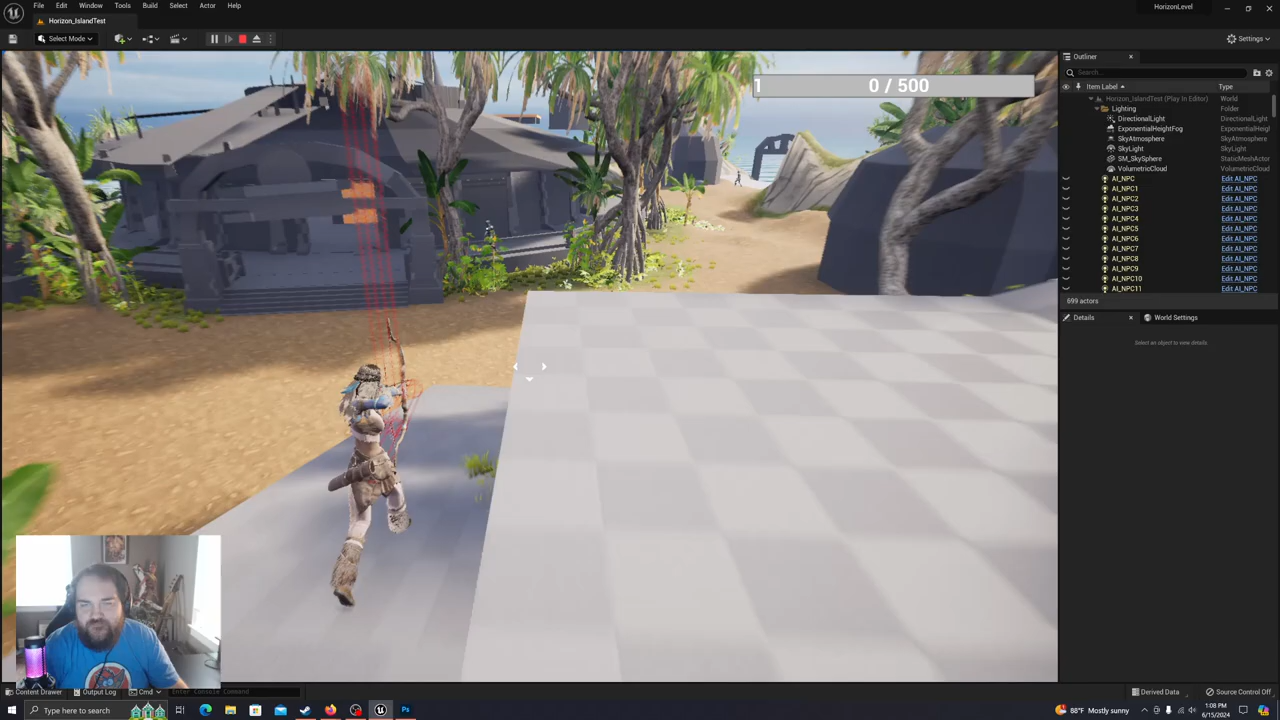 File Edit Window Tools Build Select Actor Help
HorizonLevel
Horizon_IslandTest
Select Mode
Settings
1 0 / 500
Outliner
Search...
Item Label Type
Horizon_IslandTest (Play In Editor) World
Lighting Folder
DirectionalLight DirectionalLight
ExponentialHeightFog ExponentialHeigl
SkyAtmosphere SkyAtmosphere
SkyLight SkyLight
SM_SkySphere StaticMeshActor
VolumetricCloud VolumetricCloud
AI_NPC Edit AI_NPC
AI_NPC1 Edit AI_NPC
AI_NPC2 Edit AI_NPC
AI_NPC3 Edit AI_NPC
AI_NPC4 Edit AI_NPC
AI_NPC5 Edit AI_NPC
AI_NPC6 Edit AI_NPC
AI_NPC7 Edit AI_NPC
AI_NPC8 Edit AI_NPC
AI_NPC9 Edit AI_NPC
AI_NPC10 Edit AI_NPC
AI_NPC11 Edit AI_NPC
699 actors
Details World Settings
Select an object to view details.
Content Drawer Output Log Cmd Enter Console Command
Derived Data Source Control Off
Type here to search
88°F Mostly sunny
1:08 PM
6/15/2024